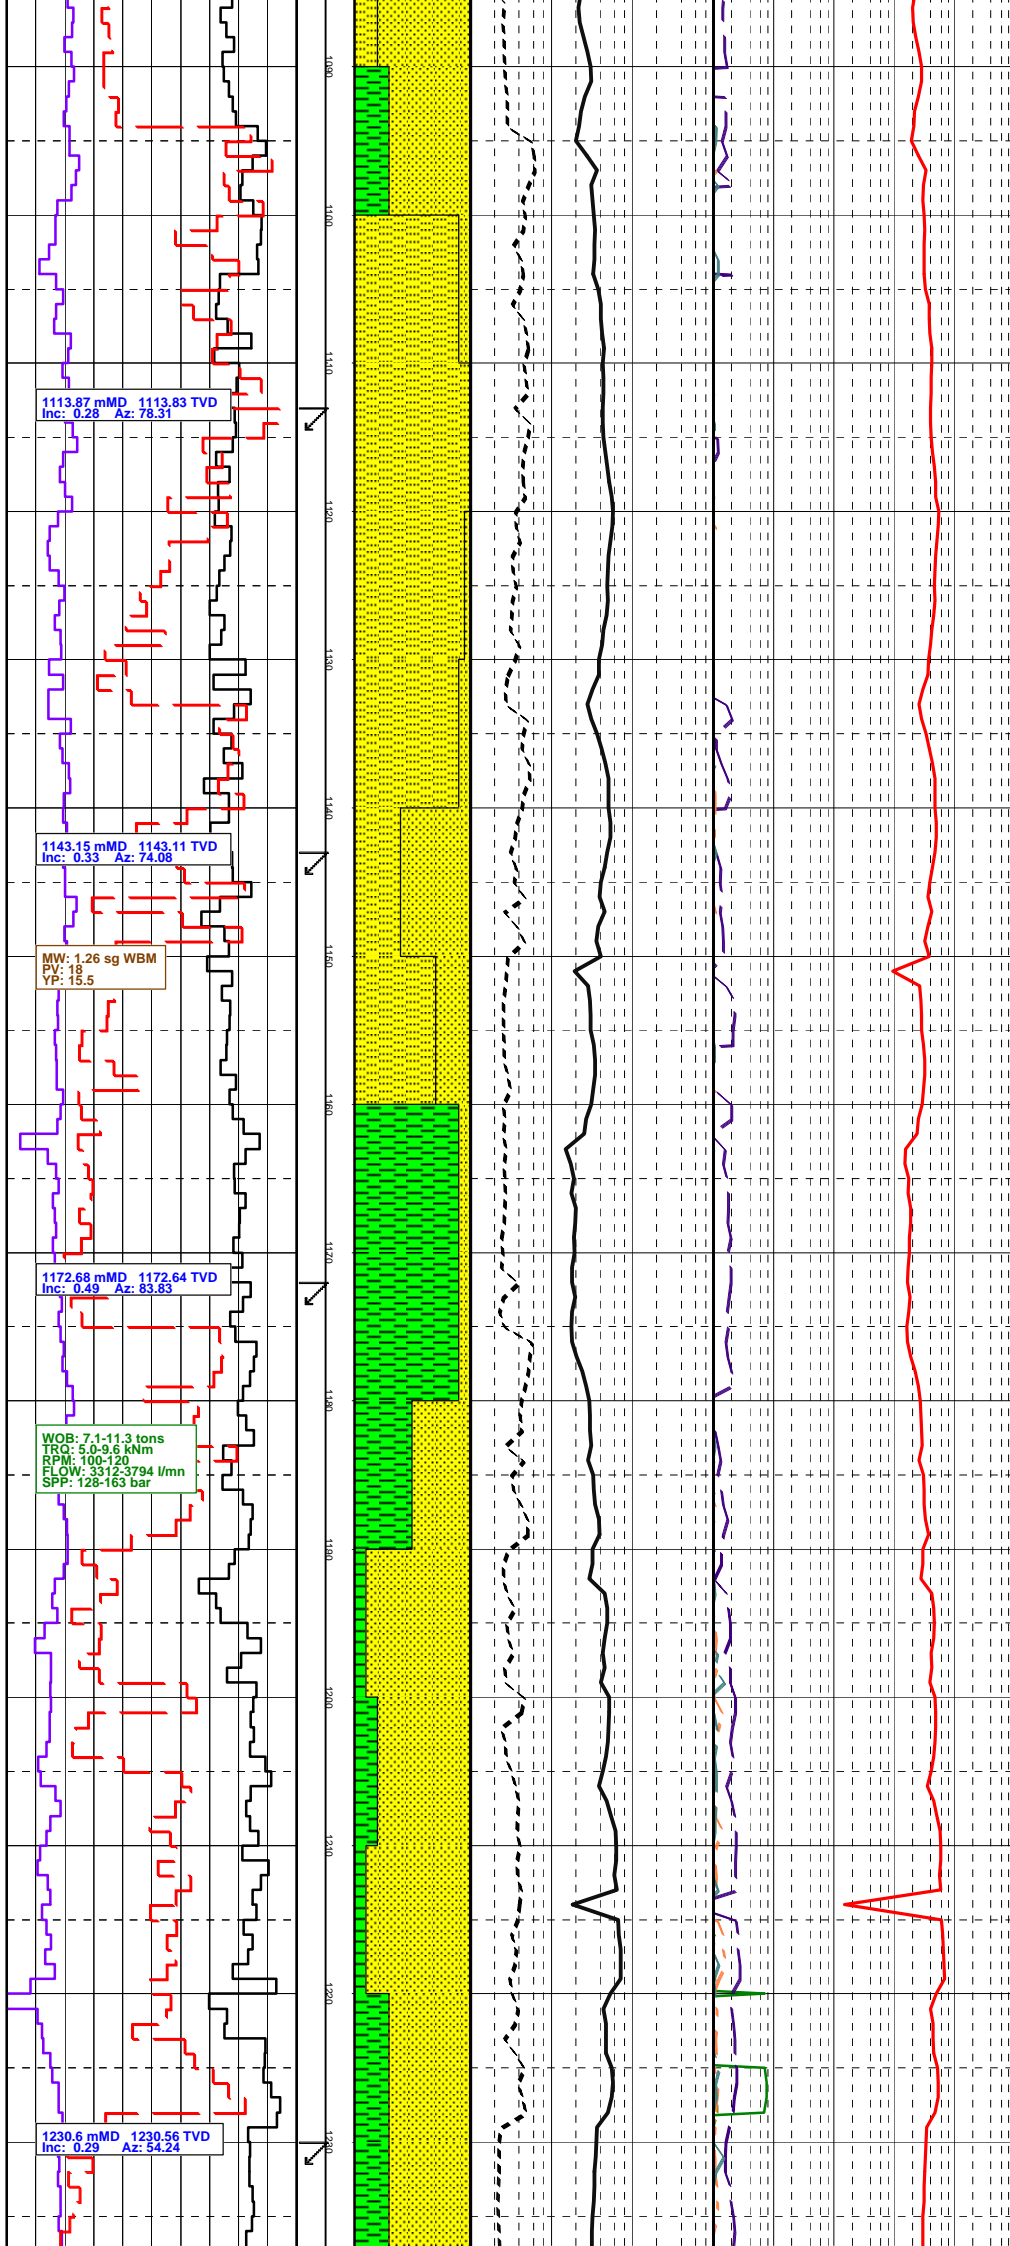 1090
1100
1110
1113.87 mMD 1113.83 TVD
Inc: 0.28 Az: 78.31
1120
1130
1140
1143.15 mMD 1143.11 TVD
Inc: 0.33 Az: 74.08
1150
MW: 1.26 sg WBM
PV: 18
YP: 15.5
1160
1170
1172.68 mMD 1172.64 TVD
Inc: 0.49 Az: 83.83
1180
WOB: 7.1-11.3 tons
TRQ: 5.0-9.6 kNm
RPM: 100-120
FLOW: 3312-3794 l/mn
SPP: 128-163 bar
1190
1200
1210
1220
1230.6 mMD 1230.56 TVD
Inc: 0.29 Az: 54.24
1230